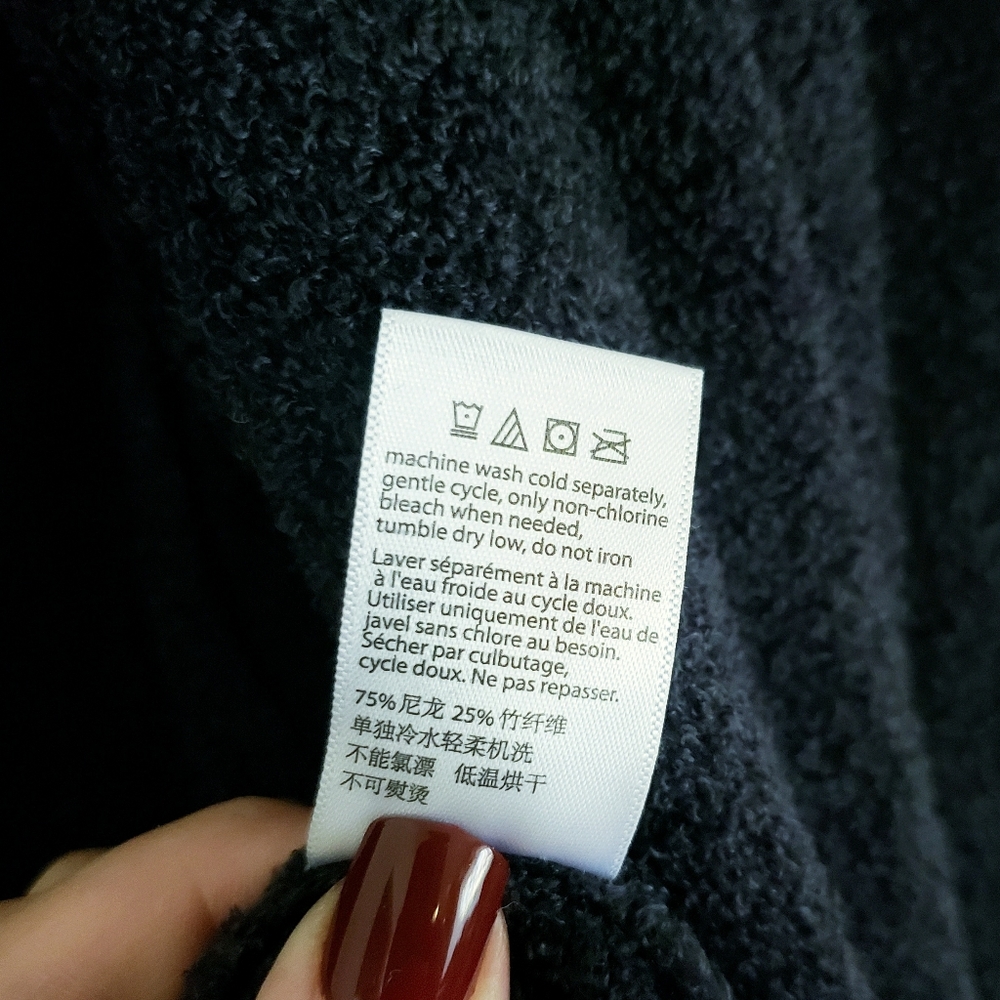 machine wash cold separately,
gentle cycle, only non-chlorine
bleach when needed,
tumble dry low, do not iron
Laver séparément à la machine
à l'eau froide au cycle doux.
Utiliser uniquement de l'eau de
javel sans chlore au besoin.
Sécher par culbutage,
cycle doux. Ne pas repasser.
75%尼龙 25%竹纤维
单独冷水轻柔机洗
不能氯漂 低温烘干
不可熨烫